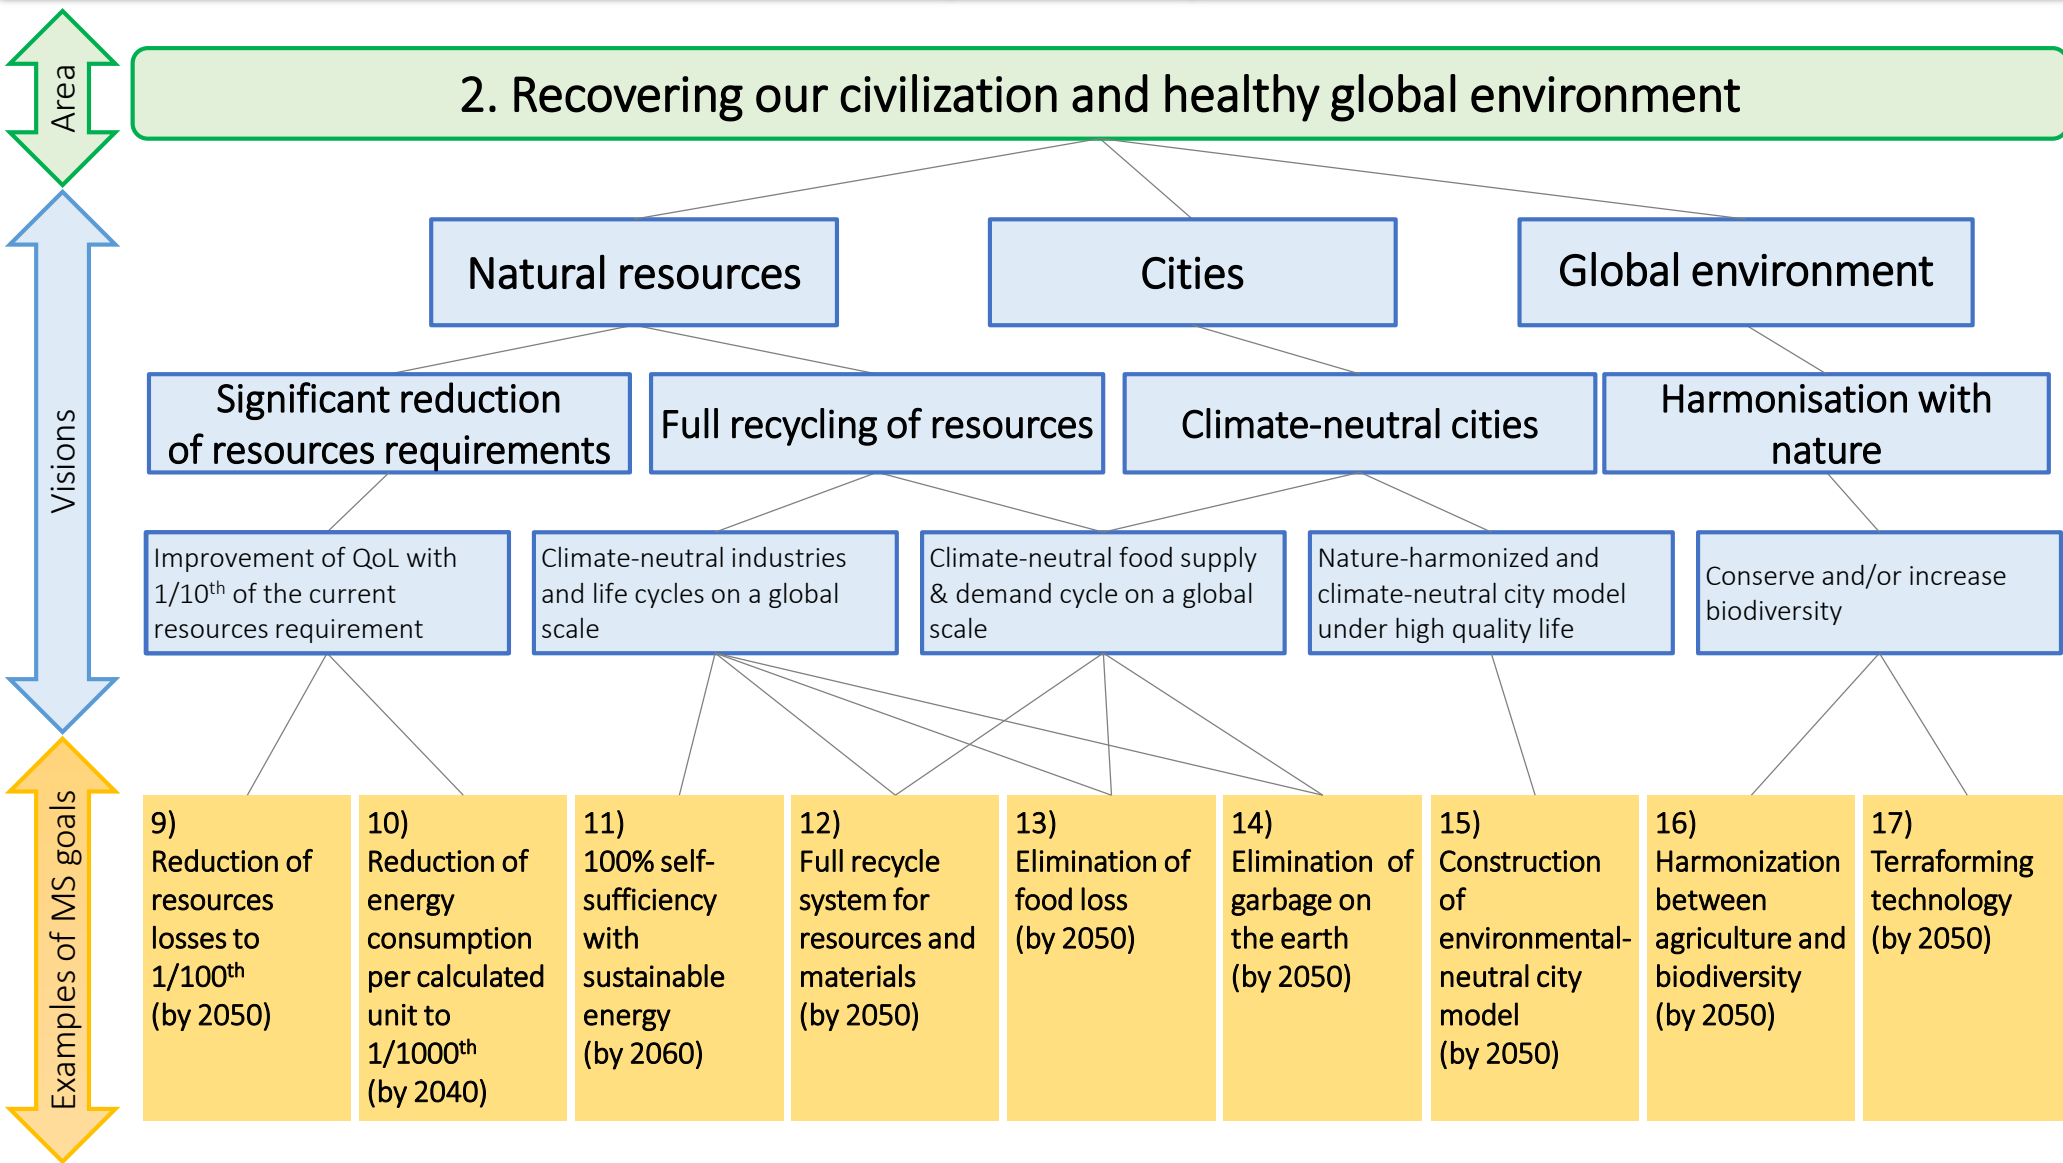 Area
2. Recovering our civilization and healthy global environment
Visions
Natural resources
Cities
Global environment
Significant reduction
of resources requirements
Full recycling of resources
Climate-neutral cities
Harmonisation with
nature
Improvement of QoL with
1/10th of the current
resources requirement
Climate-neutral industries
and life cycles on a global
scale
Climate-neutral food supply
& demand cycle on a global
scale
Nature-harmonized and
climate-neutral city model
under high quality life
Conserve and/or increase
biodiversity
Examples of MS goals
9)
Reduction of
resources
losses to
1/100th
(by 2050)
10)
Reduction of
energy
consumption
per calculated
unit to
1/1000th
(by 2040)
11)
100% self-
sufficiency
with
sustainable
energy
(by 2060)
12)
Full recycle
system for
resources and
materials
(by 2050)
13)
Elimination of
food loss
(by 2050)
14)
Elimination of
garbage on
the earth
(by 2050)
15)
Construction
of
environmental-
neutral city
model
(by 2050)
16)
Harmonization
between
agriculture and
biodiversity
(by 2050)
17)
Terraforming
technology
(by 2050)